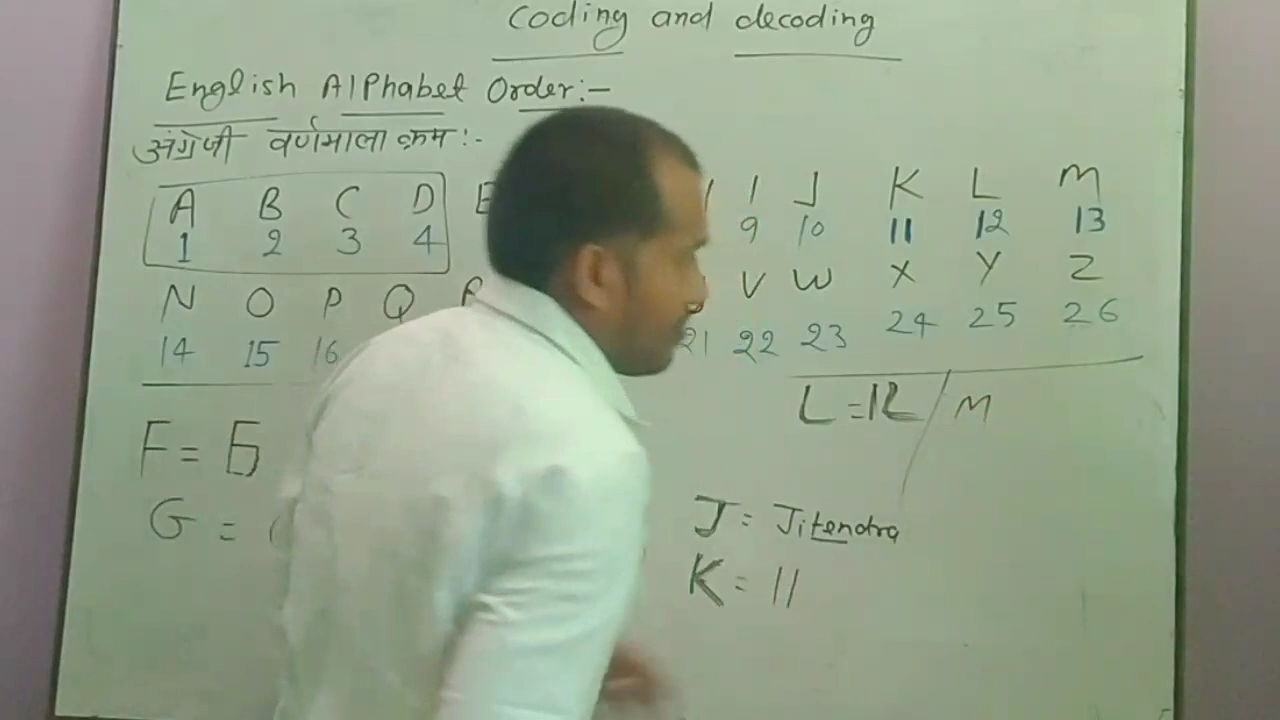 Coding and decoding
English Alphabet Order:-
अंग्रेजी वर्णमाला क्रम :-
A B C D E I J K L M
1 2 3 4 9 10 11 12 13
N O P Q V W X Y Z
14 15 16 21 22 23 24 25 26
L = 12 / M
F = 6
G =
J = Jitendra
K = 11